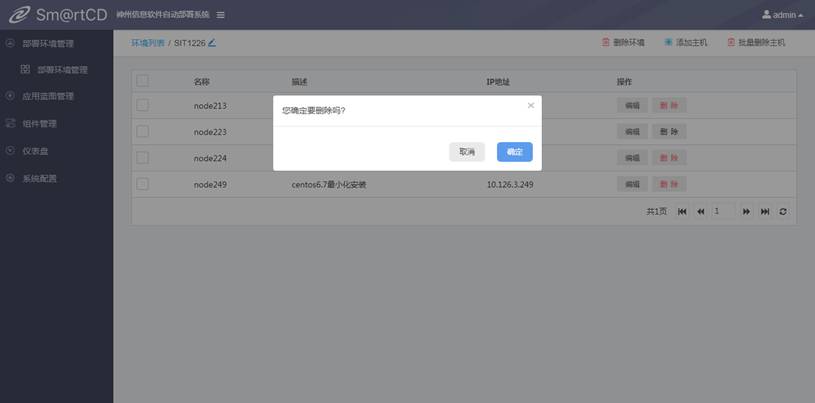 Sm@rtCD 神州信息软件自动部署系统 admin
部署环境管理
部署环境管理
应用蓝图管理
组件管理
仪表盘
系统配置
环境列表 / SIT1226 删除环境 添加主机 批量删除主机
名称 描述 IP地址 操作
node213 编辑 删 除
node223 编辑 删 除
node224 编辑 删 除
node249 centos6.7最小化安装 10.126.3.249 编辑 删 除
共1页 1
您确定要删除吗?
×
取消 确定